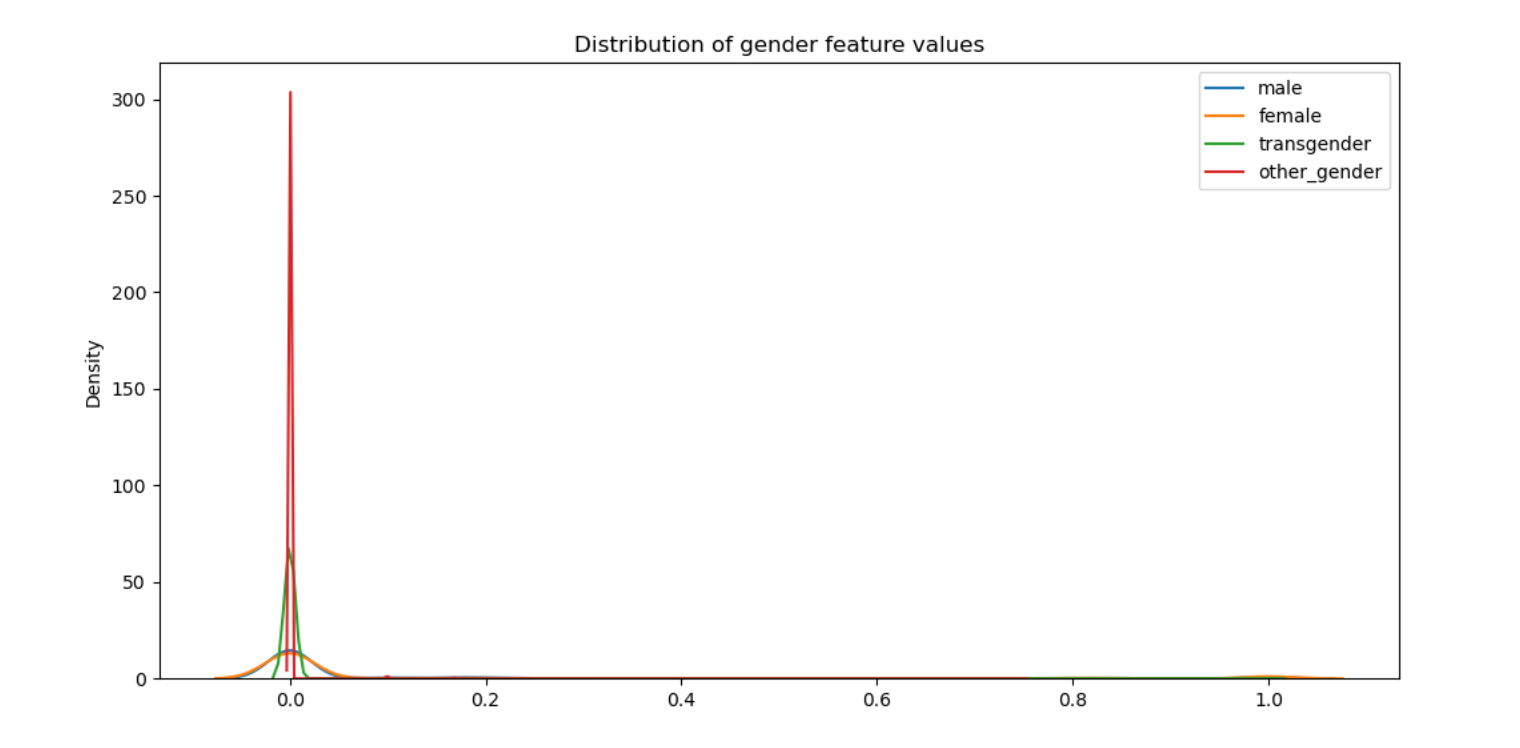 Distribution of gender feature values
male
female
transgender
other_gender
300
250
200
150
100
50
0
Density
0.0 0.2 0.4 0.6 0.8 1.0